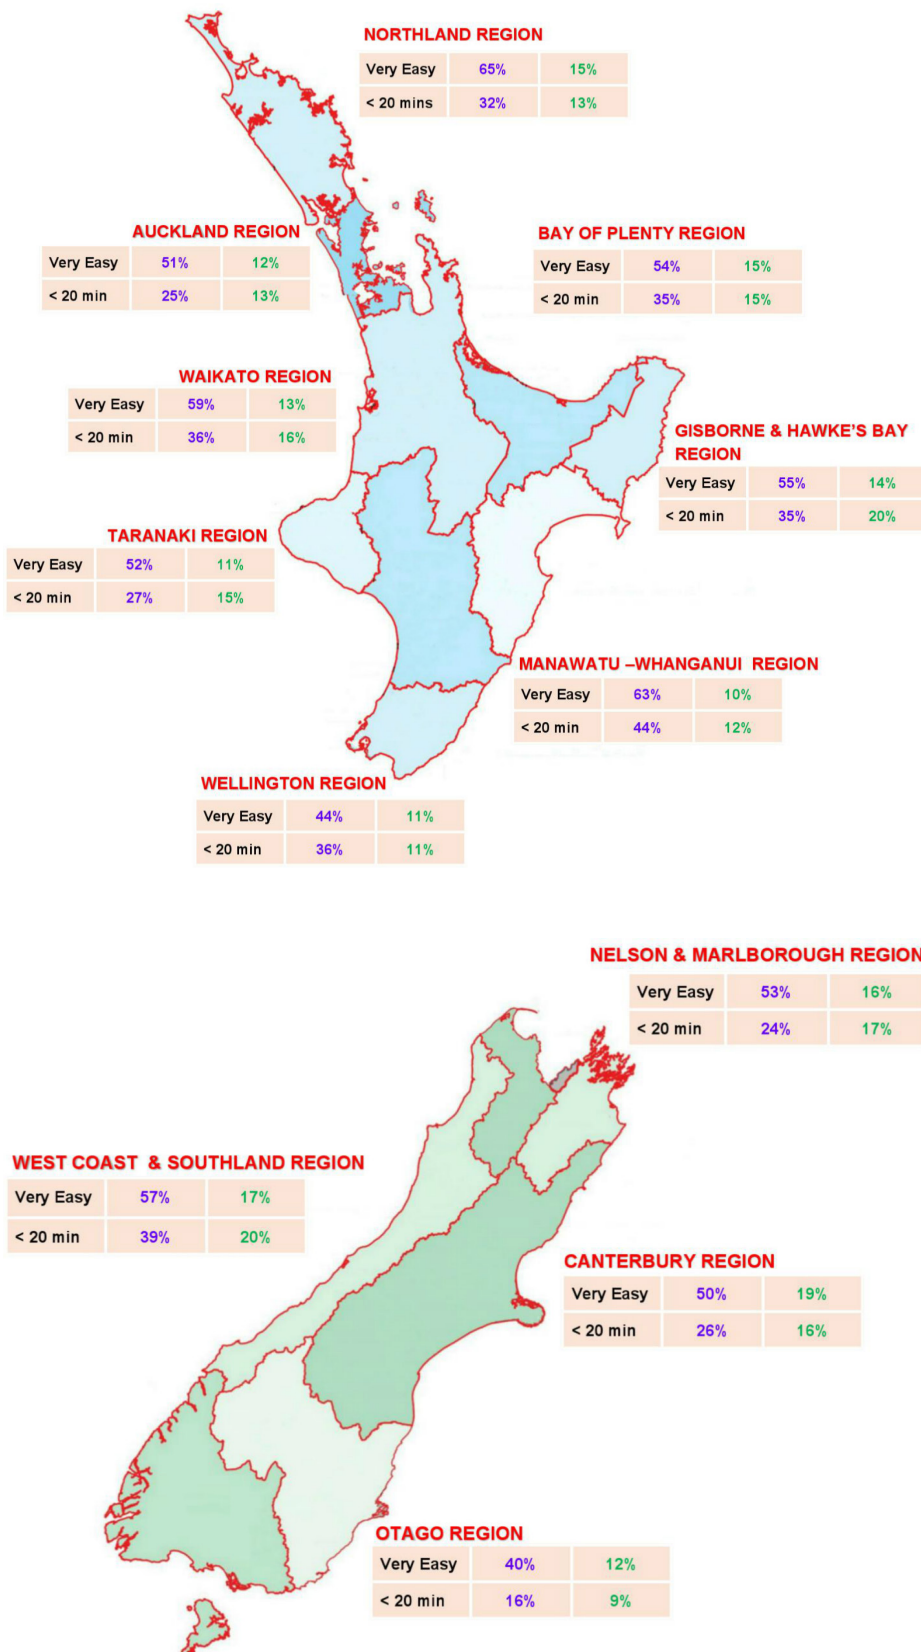 NORTHLAND REGION
Very Easy 65% 15%
< 20 mins 32% 13%
AUCKLAND REGION
Very Easy 51% 12%
< 20 min 25% 13%
BAY OF PLENTY REGION
Very Easy 54% 15%
< 20 min 35% 15%
WAIKATO REGION
Very Easy 59% 13%
< 20 min 36% 16%
GISBORNE & HAWKE'S BAY
REGION
Very Easy 55% 14%
< 20 min 35% 20%
TARANAKI REGION
Very Easy 52% 11%
< 20 min 27% 15%
MANAWATU –WHANGANUI REGION
Very Easy 63% 10%
< 20 min 44% 12%
WELLINGTON REGION
Very Easy 44% 11%
< 20 min 36% 11%
NELSON & MARLBOROUGH REGION
Very Easy 53% 16%
< 20 min 24% 17%
WEST COAST & SOUTHLAND REGION
Very Easy 57% 17%
< 20 min 39% 20%
CANTERBURY REGION
Very Easy 50% 19%
< 20 min 26% 16%
OTAGO REGION
Very Easy 40% 12%
< 20 min 16% 9%